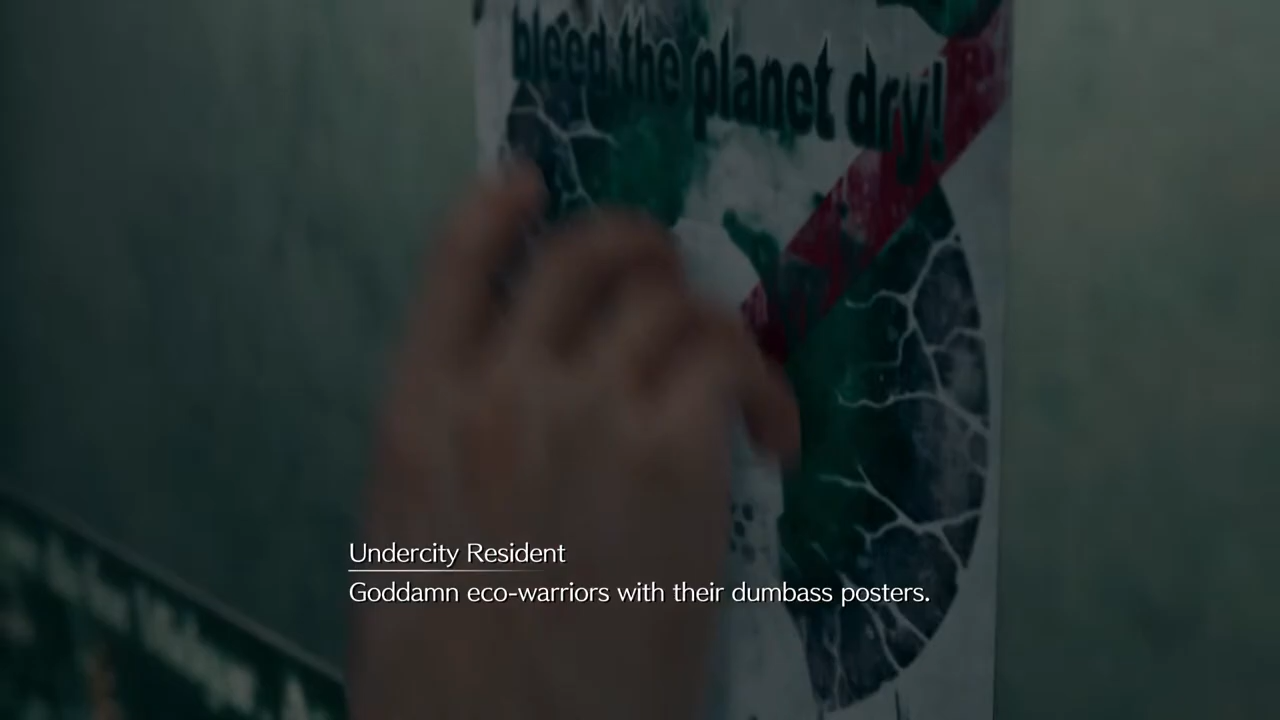 bleed the planet dry!
Undercity Resident
Goddamn eco-warriors with their dumbass posters.